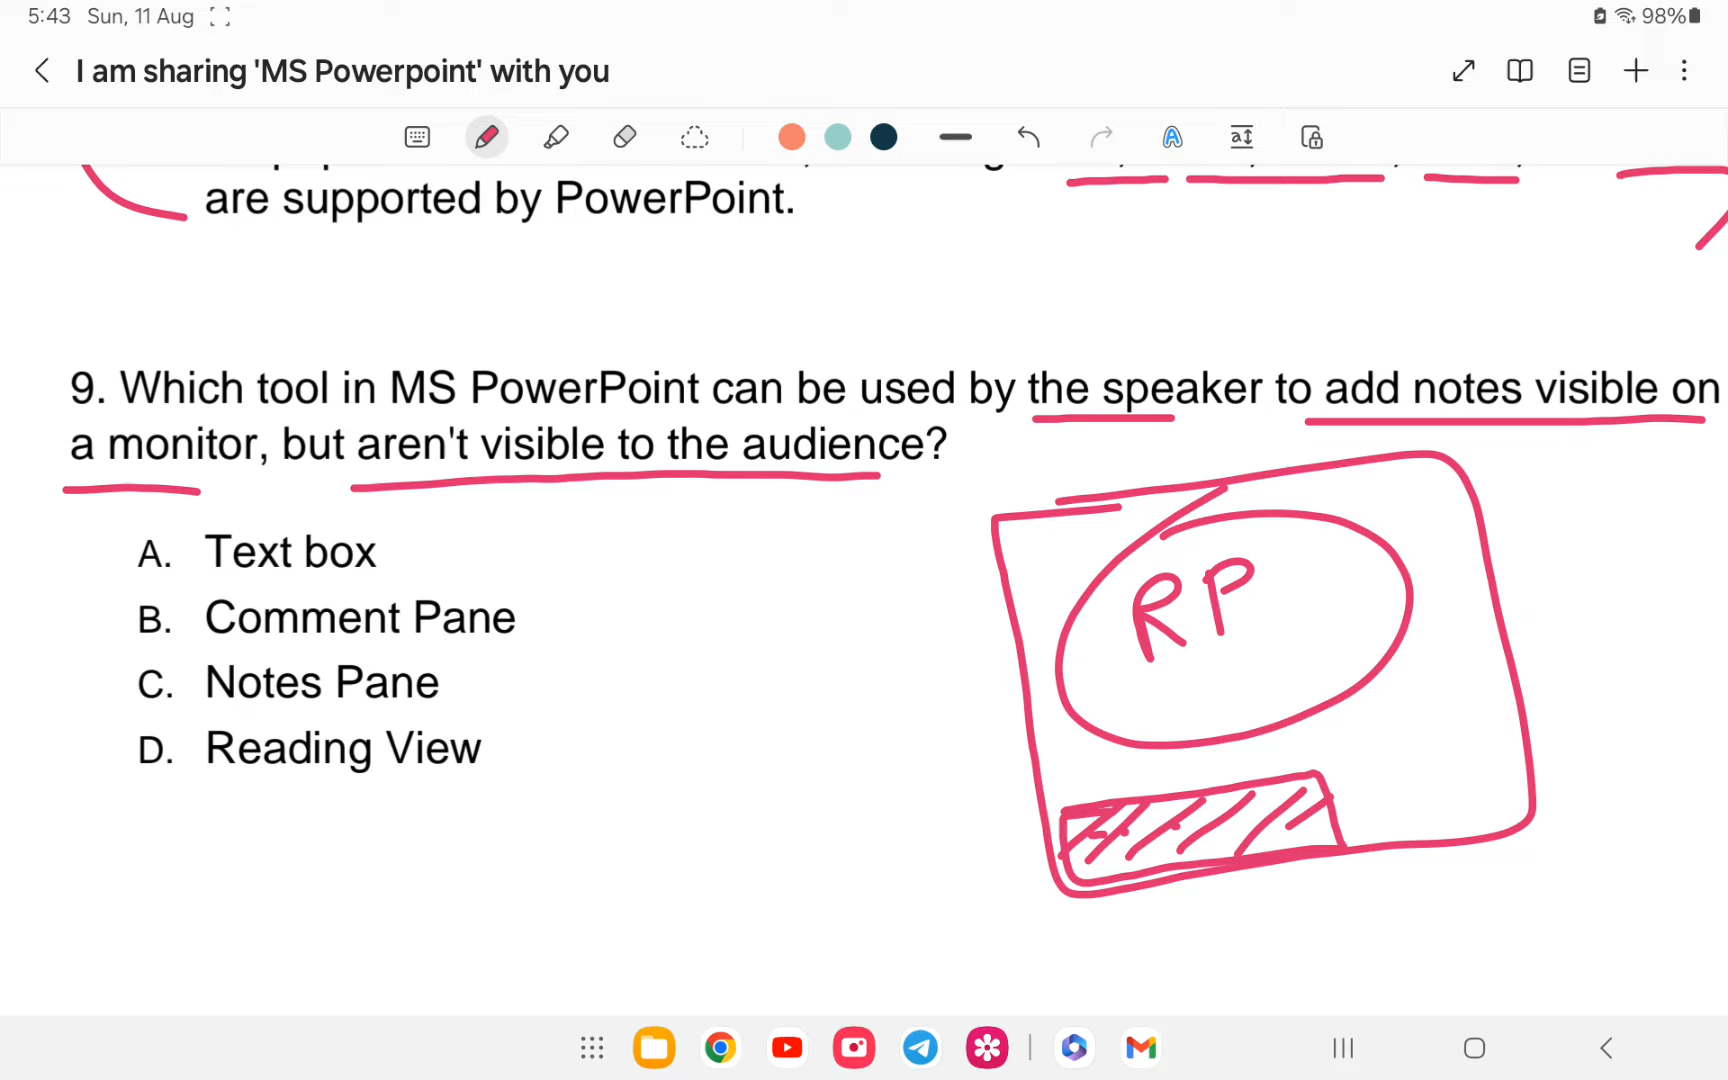 5:43 Sun, 11 Aug 98%
I am sharing 'MS Powerpoint' with you
are supported by PowerPoint.
9. Which tool in MS PowerPoint can be used by the speaker to add notes visible on
a monitor, but aren't visible to the audience?
A. Text box
B. Comment Pane
C. Notes Pane
D. Reading View
RP